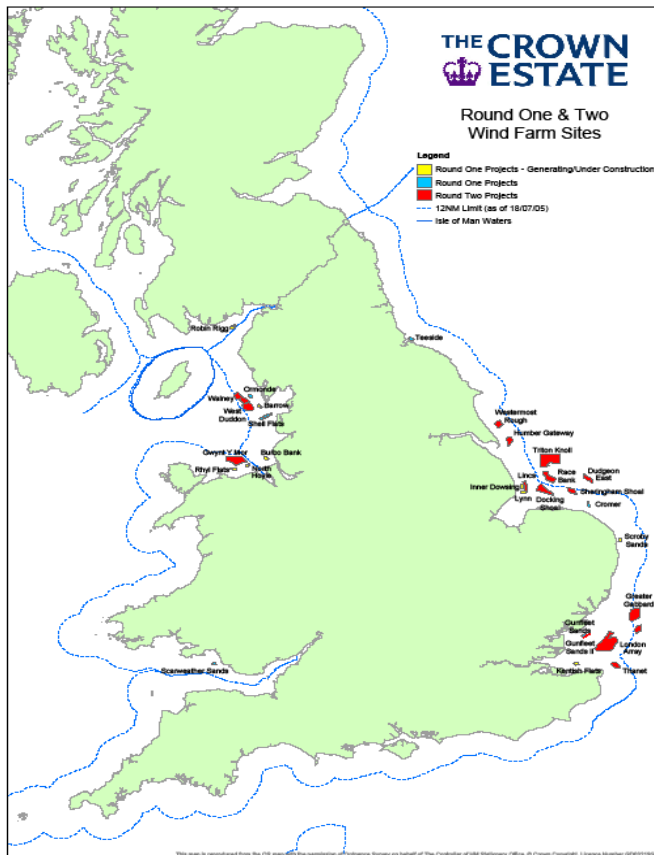 THE CROWN
ESTATE
Round One & Two
Wind Farm Sites
Legend
Round One Projects - Generating/Under Construction
Round One Projects
Round Two Projects
12NM Limit (as of 18/07/05)
Isle of Man Waters
Robin Rigg
Teeside
Ormonde
Walney
Barrow
West
Duddon
Shell Flats
Westermost
Rough
Humber Gateway
Triton Knoll
Gwynt Y Mor
Burbo Bank
Rhyl Flats
North
Hoyle
Lincs
Race
Bank
Dudgeon
East
Inner Dowsing
Lynn
Docking
Shoal
Sheringham Shoal
Cromer
Scroby
Sands
Greater
Gabbard
Gunfleet
Sands
Gunfleet
Sands II
London
Array
Kentish Flats
Thanet
Scarweather Sands